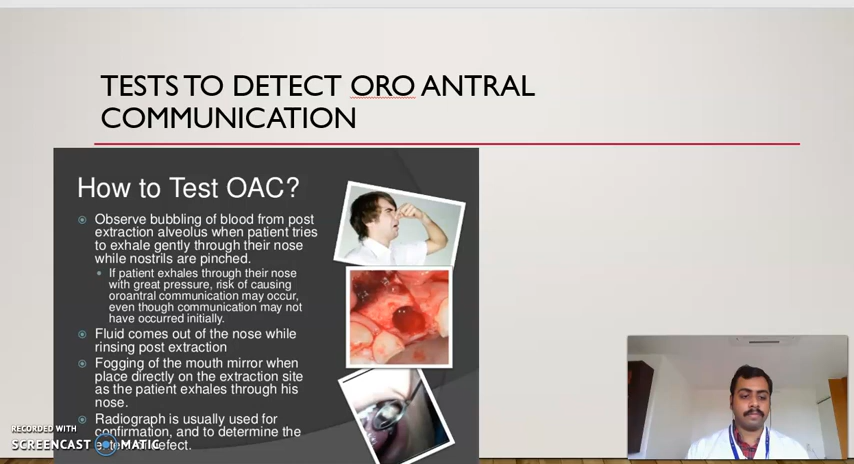 TESTS TO DETECT ORO ANTRAL
COMMUNICATION
How to Test OAC?
Observe bubbling of blood from post
extraction alveolus when patient tries
to exhale gently through their nose
while nostrils are pinched.
If patient exhales through their nose
with great pressure, risk of causing
oroantral communication may occur,
even though communication may not
have occurred initially.
Fluid comes out of the nose while
rinsing post extraction
Fogging of the mouth mirror when
place directly on the extraction site
as the patient exhales through his
nose.
Radiograph is usually used for
confirmation, and to determine the
defect.
RECORDED WITH
SCREENCAST MATIC